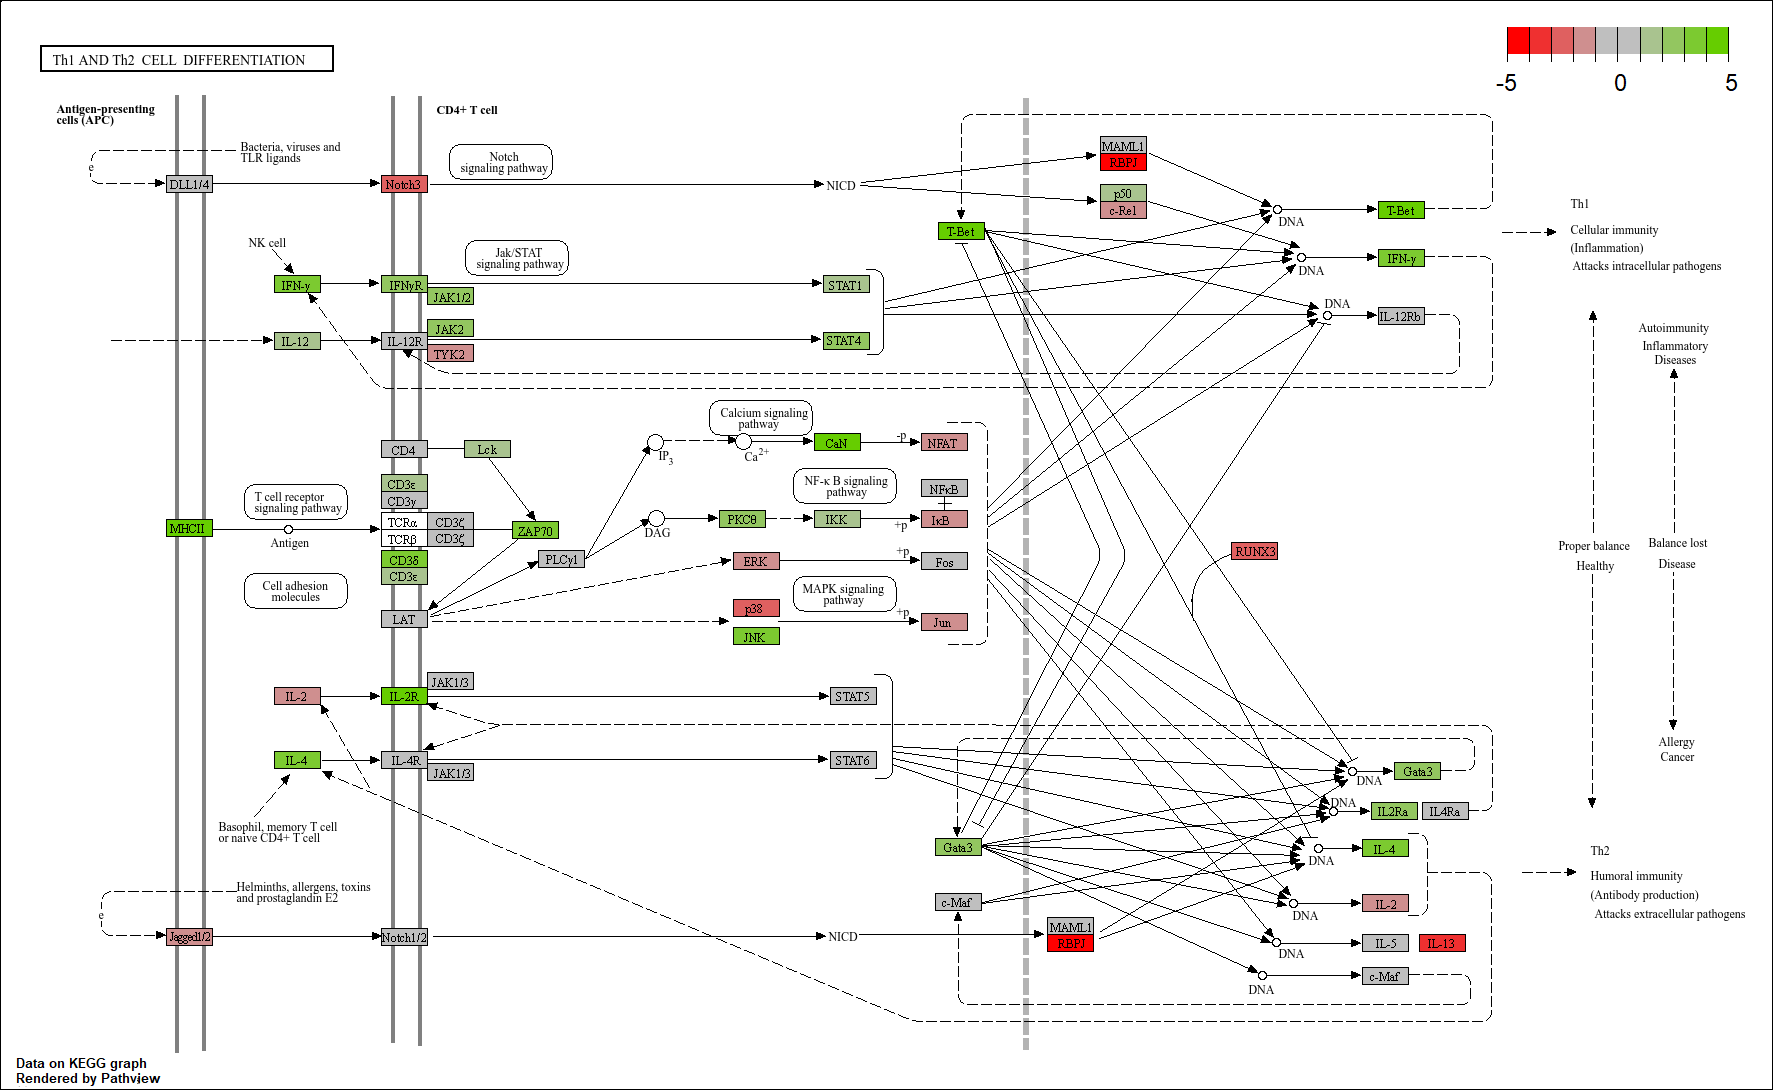 Th1 AND Th2 CELL DIFFERENTIATION
-5
0
5
Antigen-presenting
cells (APC)
CD4+ T cell
Bacteria, viruses and
TLR ligands
e
DLL1/4
Notch3
Notch
signaling pathway
NICD
MAML1
RBPJ
p50
c-Rel
DNA
T-Bet
T-Bet
Th1
Cellular immunity
(Inflammation)
Attacks intracellular pathogens
NK cell
IFN-γ
IFNγR
JAK1/2
Jak/STAT
signaling pathway
STAT1
DNA
IFN-γ
IL-12
IL-12R
JAK2
TYK2
STAT4
DNA
IL-12Rb
Autoimmunity
Inflammatory
Diseases
Calcium signaling
pathway
CD4
Lck
IP3
Ca2+
CaN
-p
NFAT
CD3ε
CD3γ
T cell receptor
signaling pathway
NF-κ B signaling
pathway
NFκB
MHCII
Antigen
TCRα
TCRβ
CD3ζ
CD3ζ
ZAP70
DAG
PKCθ
IKK
+p
IκB
CD3δ
CD3ε
PLCγ1
ERK
+p
Fos
RUNX3
Proper balance
Healthy
Balance lost
Disease
Cell adhesion
molecules
LAT
p38
JNK
MAPK signaling
pathway
+p
Jun
IL-2
IL-2R
JAK1/3
STAT5
IL-4
IL-4R
JAK1/3
STAT6
Allergy
Cancer
DNA
Gata3
DNA
IL2Ra
IL4Ra
Basophil, memory T cell
or naive CD4+ T cell
Gata3
DNA
IL-4
Th2
Humoral immunity
(Antibody production)
Attacks extracellular pathogens
Helminths, allergens, toxins
and prostaglandin E2
e
c-Maf
DNA
IL-2
Jagged1/2
Notch1/2
NICD
MAML1
RBPJ
DNA
IL-5
IL-13
DNA
c-Maf
Data on KEGG graph
Rendered by Pathview